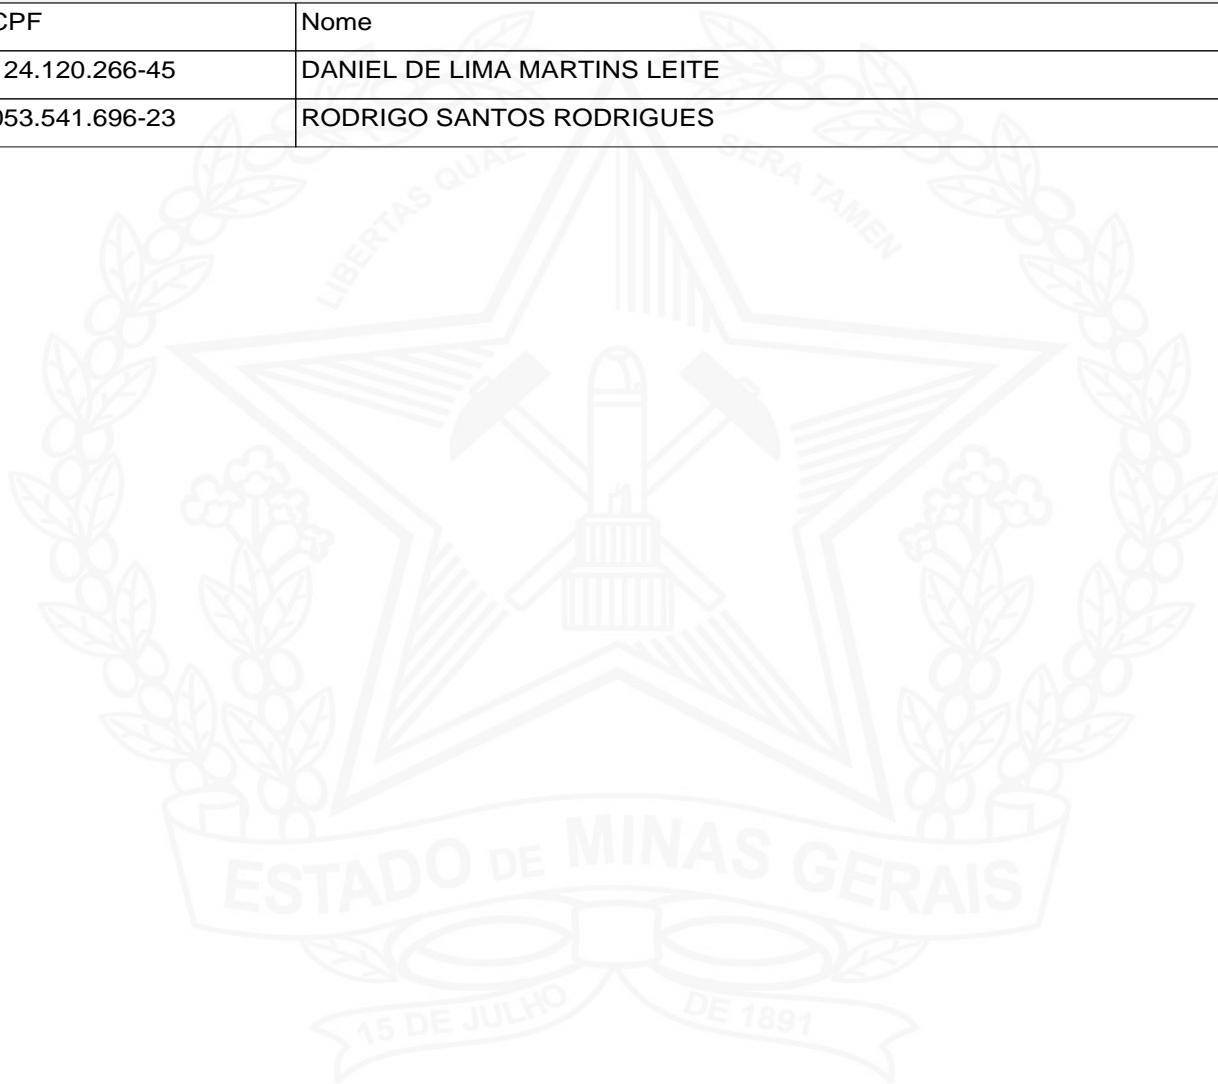 CPF Nome
24.120.266-45 DANIEL DE LIMA MARTINS LEITE
053.541.696-23 RODRIGO SANTOS RODRIGUES
LIBERTAS QUAE SERA TAMEN
ESTADO DE MINAS GERAIS
15 DE JULHO DE 1891